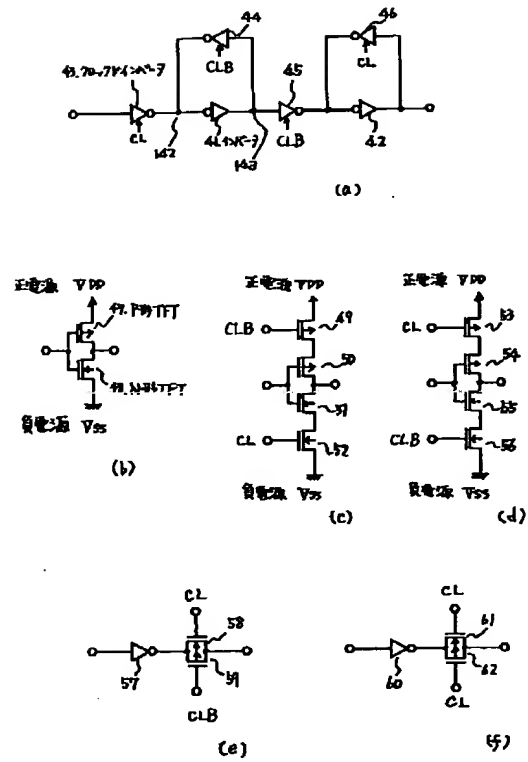 44
46
43.クロックドインバータ
CLB
45
CL
CL
142
41インバータ
143
CLB
42
(a)
正電源 VDD
47.P形TFT
48.N形TFT
負電源 VSS
(b)
正電源 VDD
CLB
49
50
51
CL
52
負電源 VSS
(c)
正電源 VDD
CL
53
54
55
CLB
56
負電源 VSS
(d)
CL
58
57
59
CLB
(e)
CL
61
60
62
CL
(f)